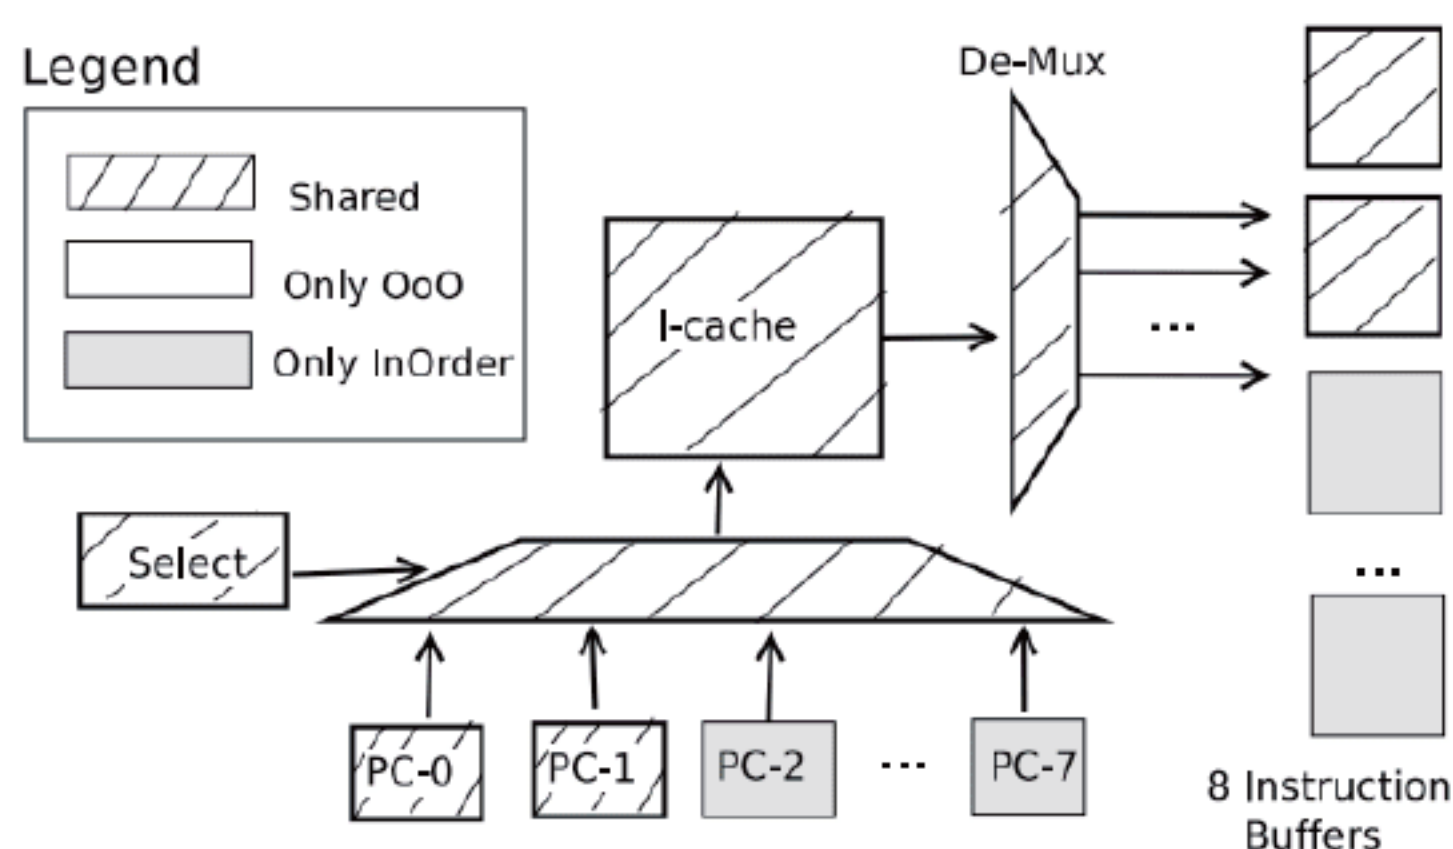 Legend
Shared
Only OoO
Only InOrder
De-Mux
I-cache
...
Select
...
PC-0
PC-1
PC-2
...
PC-7
8 Instruction
Buffers